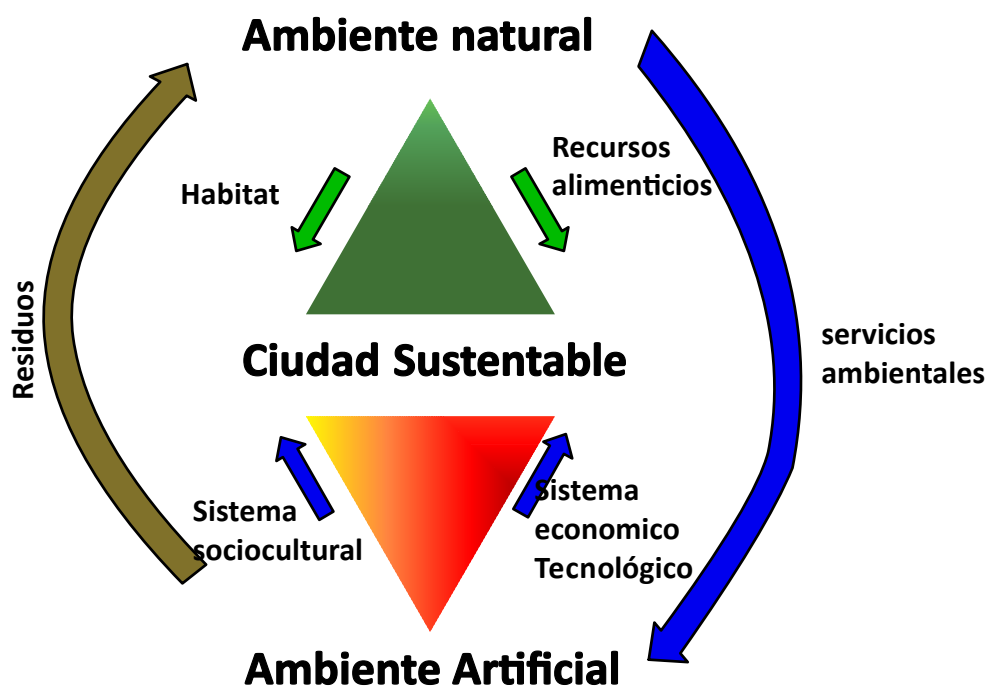 Ambiente natural
Recursos
alimenticios
Habitat
Residuos
servicios
ambientales
Ciudad Sustentable
Sistema
sociocultural
Sistema
economico
Tecnológico
Ambiente Artificial